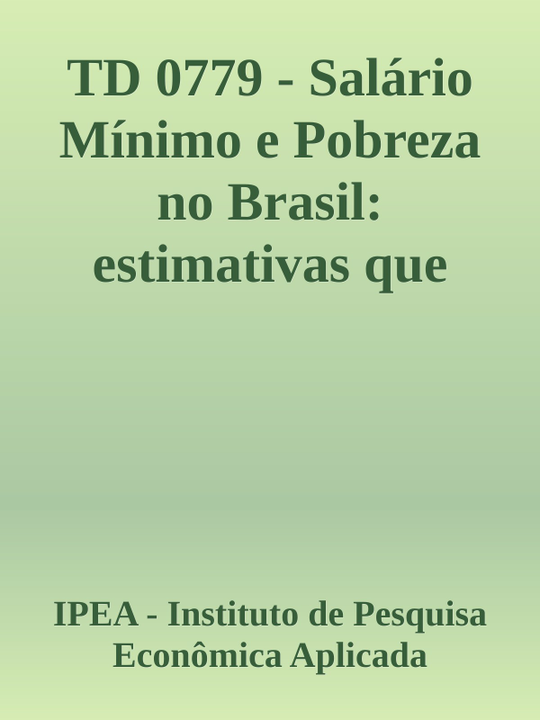 TD 0779 - Salário
Mínimo e Pobreza
no Brasil:
estimativas que
IPEA - Instituto de Pesquisa
Econômica Aplicada